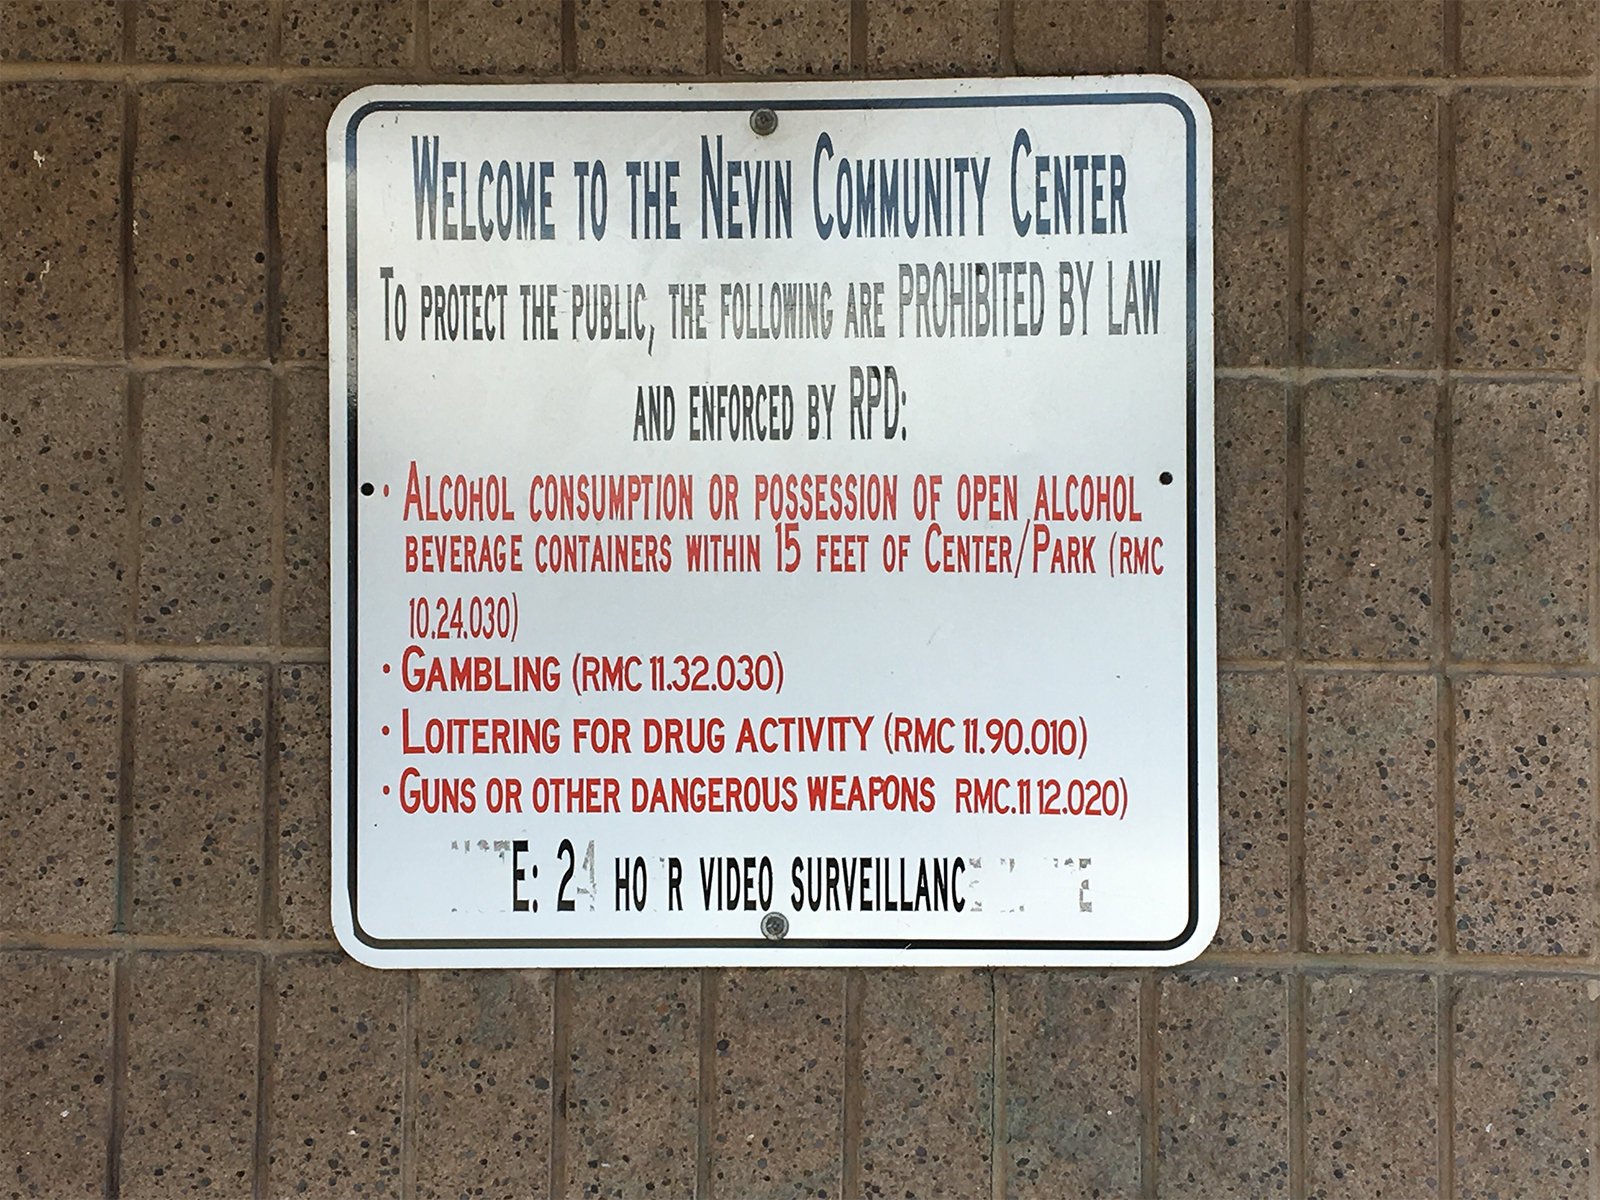 Welcome to the Nevin Community Center
To protect the public, the following are PROHIBITED BY LAW
and enforced by RPD:
• Alcohol consumption or possession of open alcohol
beverage containers within 15 feet of Center/Park (RMC
10.24.030)
• Gambling (RMC 11.32.030)
• Loitering for drug activity (RMC 11.90.010)
• Guns or other dangerous weapons RMC.11 12.020)
E: 24 HO R VIDEO SURVEILLANC